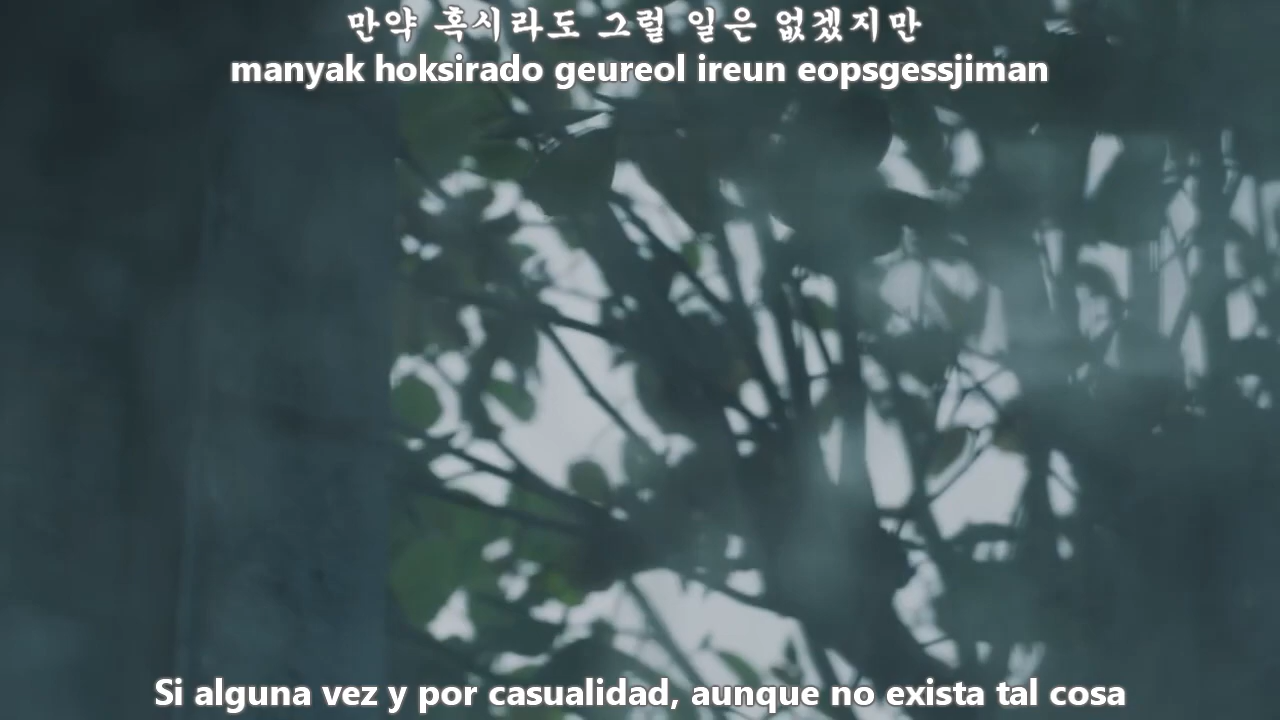 만약 혹시라도 그럴 일은 없겠지만
manyak hoksirado geureol ireun eopsgessjiman
Si alguna vez y por casualidad, aunque no exista tal cosa